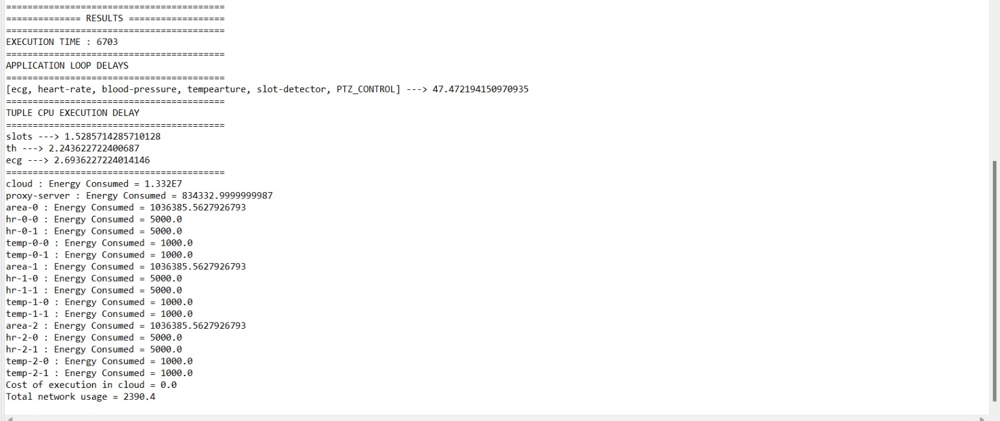 =========================================
============== RESULTS ==================
=========================================
EXECUTION TIME : 6703
=========================================
APPLICATION LOOP DELAYS
=========================================
[ecg, heart-rate, blood-pressure, tempearture, slot-detector, PTZ_CONTROL] ---> 47.472194150970935
=========================================
TUPLE CPU EXECUTION DELAY
=========================================
slots ---> 1.5285714285710128
th ---> 2.243622722400687
ecg ---> 2.6936227224014146
=========================================
cloud : Energy Consumed = 1.332E7
proxy-server : Energy Consumed = 834332.9999999987
area-0 : Energy Consumed = 1036385.5627926793
hr-0-0 : Energy Consumed = 5000.0
hr-0-1 : Energy Consumed = 5000.0
temp-0-0 : Energy Consumed = 1000.0
temp-0-1 : Energy Consumed = 1000.0
area-1 : Energy Consumed = 1036385.5627926793
hr-1-0 : Energy Consumed = 5000.0
hr-1-1 : Energy Consumed = 5000.0
temp-1-0 : Energy Consumed = 1000.0
temp-1-1 : Energy Consumed = 1000.0
area-2 : Energy Consumed = 1036385.5627926793
hr-2-0 : Energy Consumed = 5000.0
hr-2-1 : Energy Consumed = 5000.0
temp-2-0 : Energy Consumed = 1000.0
temp-2-1 : Energy Consumed = 1000.0
Cost of execution in cloud = 0.0
Total network usage = 2390.4